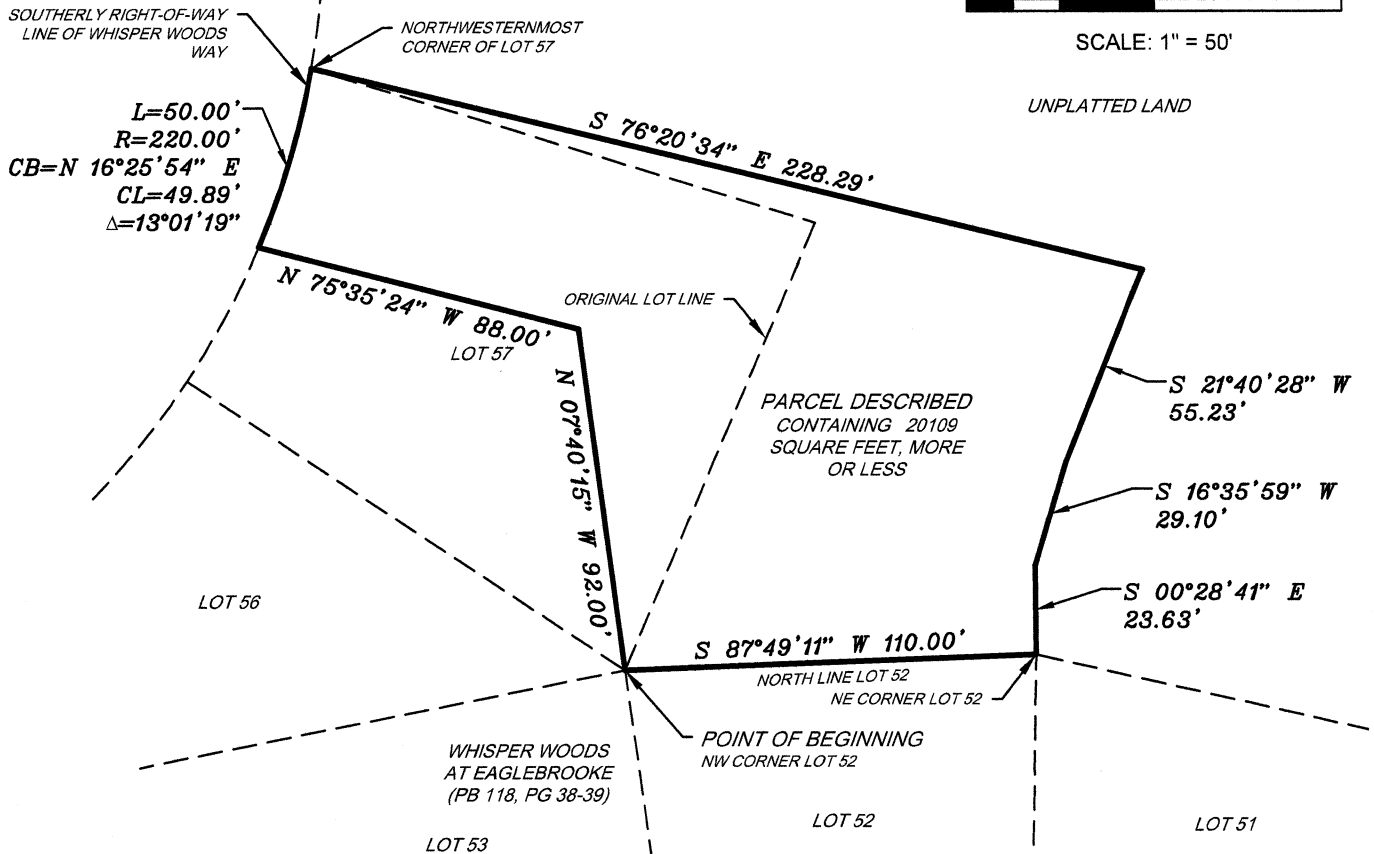 SOUTHERLY RIGHT-OF-WAY
LINE OF WHISPER WOODS
WAY
NORTHWESTERNMOST
CORNER OF LOT 57
SCALE: 1" = 50'
UNPLATTED LAND
L=50.00'
R=220.00'
CB=N 16°25'54" E
CL=49.89'
Δ=13°01'19"
S 76°20'34" E 228.29'
N 75°35'24" W 88.00'
LOT 57
ORIGINAL LOT LINE
N 07°40'15" W 92.00'
PARCEL DESCRIBED
CONTAINING 20109
SQUARE FEET, MORE
OR LESS
S 21°40'28" W
55.23'
S 16°35'59" W
29.10'
S 00°28'41" E
23.63'
LOT 56
S 87°49'11" W 110.00'
NORTH LINE LOT 52
NE CORNER LOT 52
POINT OF BEGINNING
NW CORNER LOT 52
WHISPER WOODS
AT EAGLEBROOKE
(PB 118, PG 38-39)
LOT 53
LOT 52
LOT 51